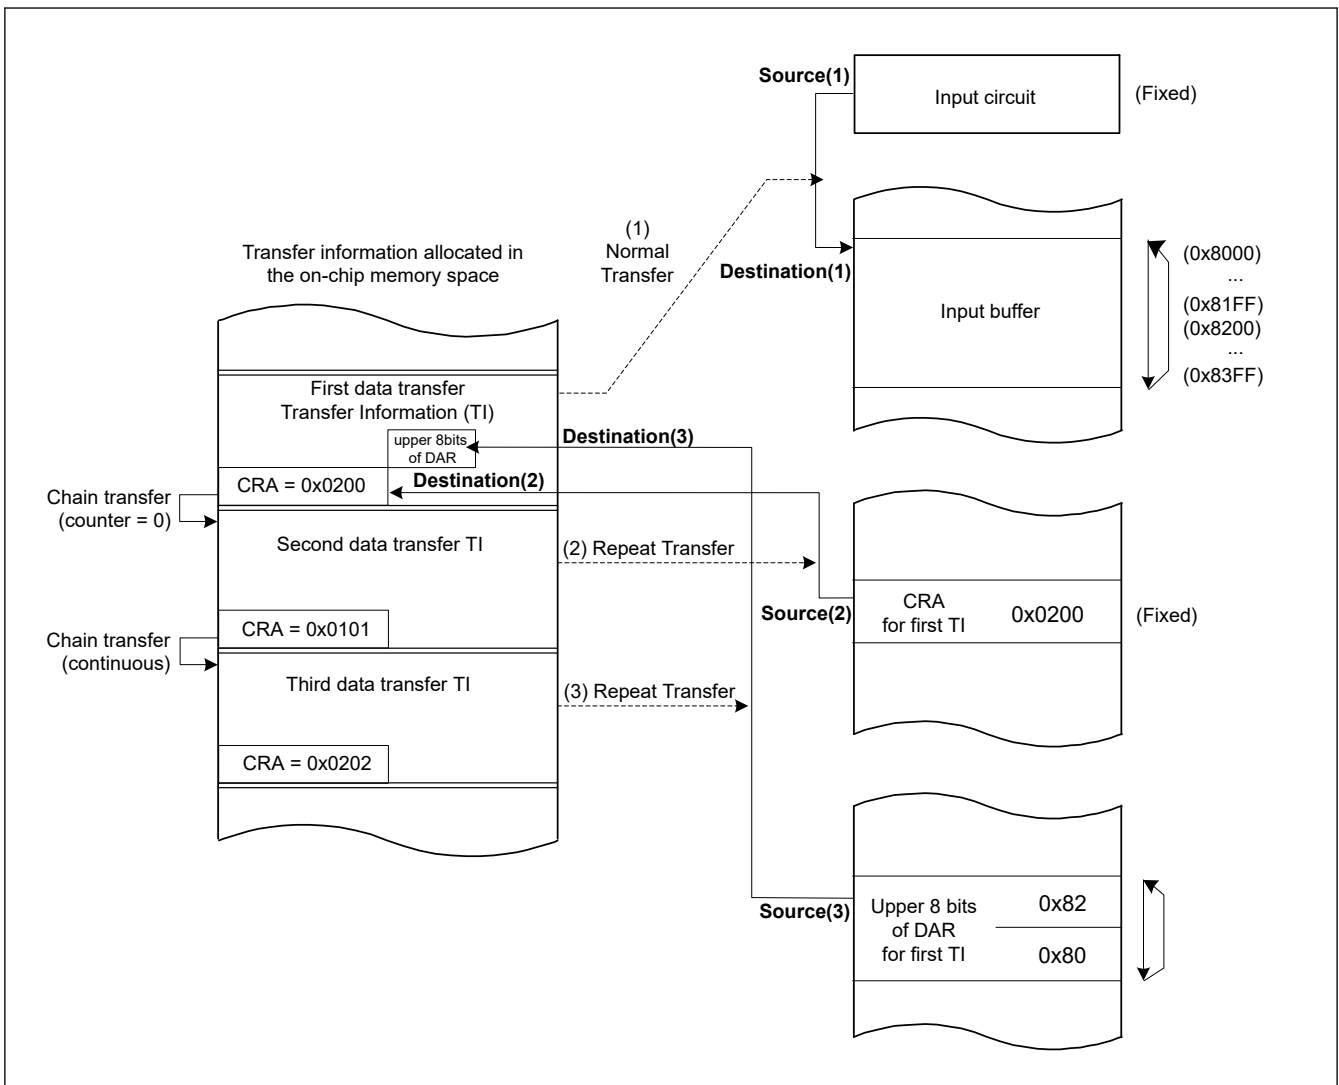 Source(1)
Input circuit
(Fixed)
(1)
Normal
Transfer
Transfer information allocated in
the on-chip memory space
Destination(1)
Input buffer
(0x8000)
...
(0x81FF)
(0x8200)
...
(0x83FF)
First data transfer
Transfer Information (TI)
upper 8bits
of DAR
Destination(3)
CRA = 0x0200
Destination(2)
Chain transfer
(counter = 0)
Second data transfer TI
(2) Repeat Transfer
Source(2)
CRA
for first TI
0x0200
(Fixed)
CRA = 0x0101
Chain transfer
(continuous)
Third data transfer TI
(3) Repeat Transfer
CRA = 0x0202
Source(3)
Upper 8 bits
of DAR
for first TI
0x82
0x80